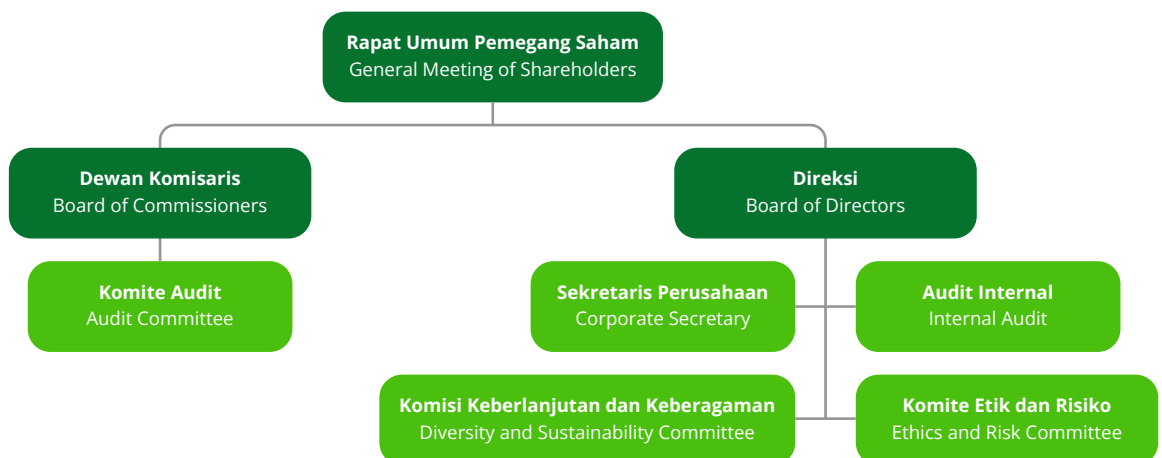 Rapat Umum Pemegang Saham
General Meeting of Shareholders
Dewan Komisaris
Board of Commissioners
Direksi
Board of Directors
Komite Audit
Audit Committee
Sekretaris Perusahaan
Corporate Secretary
Audit Internal
Internal Audit
Komisi Keberlanjutan dan Keberagaman
Diversity and Sustainability Committee
Komite Etik dan Risiko
Ethics and Risk Committee